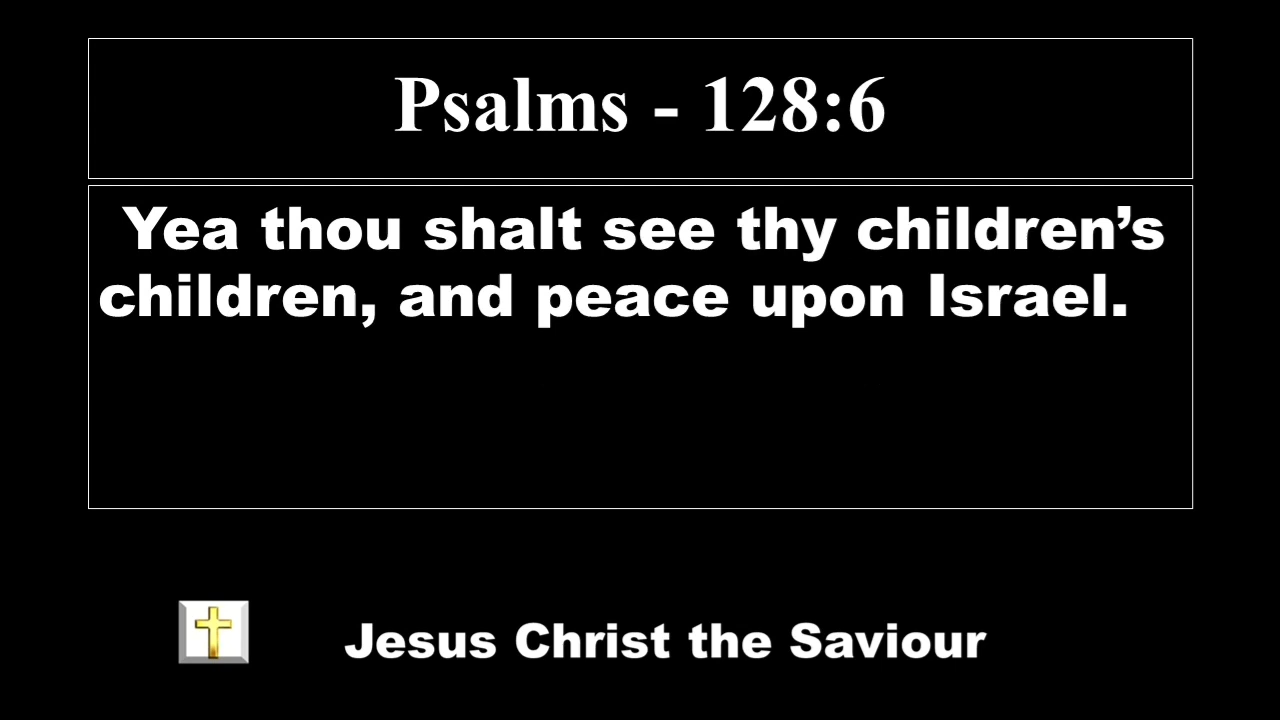 Psalms - 128:6
Yea thou shalt see thy children’s
children, and peace upon Israel.
Jesus Christ the Saviour